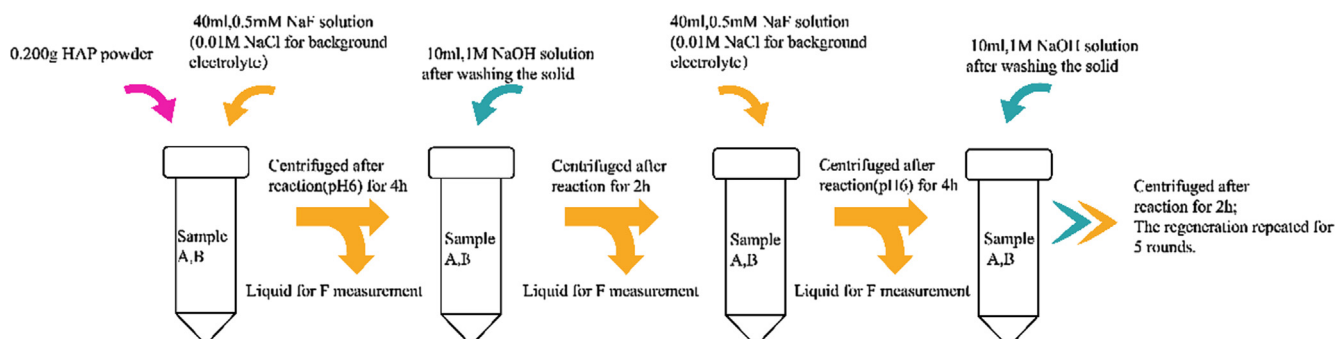 0.200g HAP powder
40ml,0.5mM NaF solution
(0.01M NaCl for background
electrolyte)
10ml,1M NaOH solution
after washing the solid
40ml,0.5mM NaF solution
(0.01M NaCl for background
electrolyte)
10ml,1M NaOH solution
after washing the solid
Sample
A,B
Centrifuged after
reaction(pH6) for 4h
Liquid for F measurement
Sample
A,B
Centrifuged after
reaction for 2h
Liquid for F measurement
Sample
A,B
Centrifuged after
reaction(pH6) for 4h
Liquid for F measurement
Sample
A,B
Centrifuged after
reaction for 2h;
The regeneration repeated for
5 rounds.